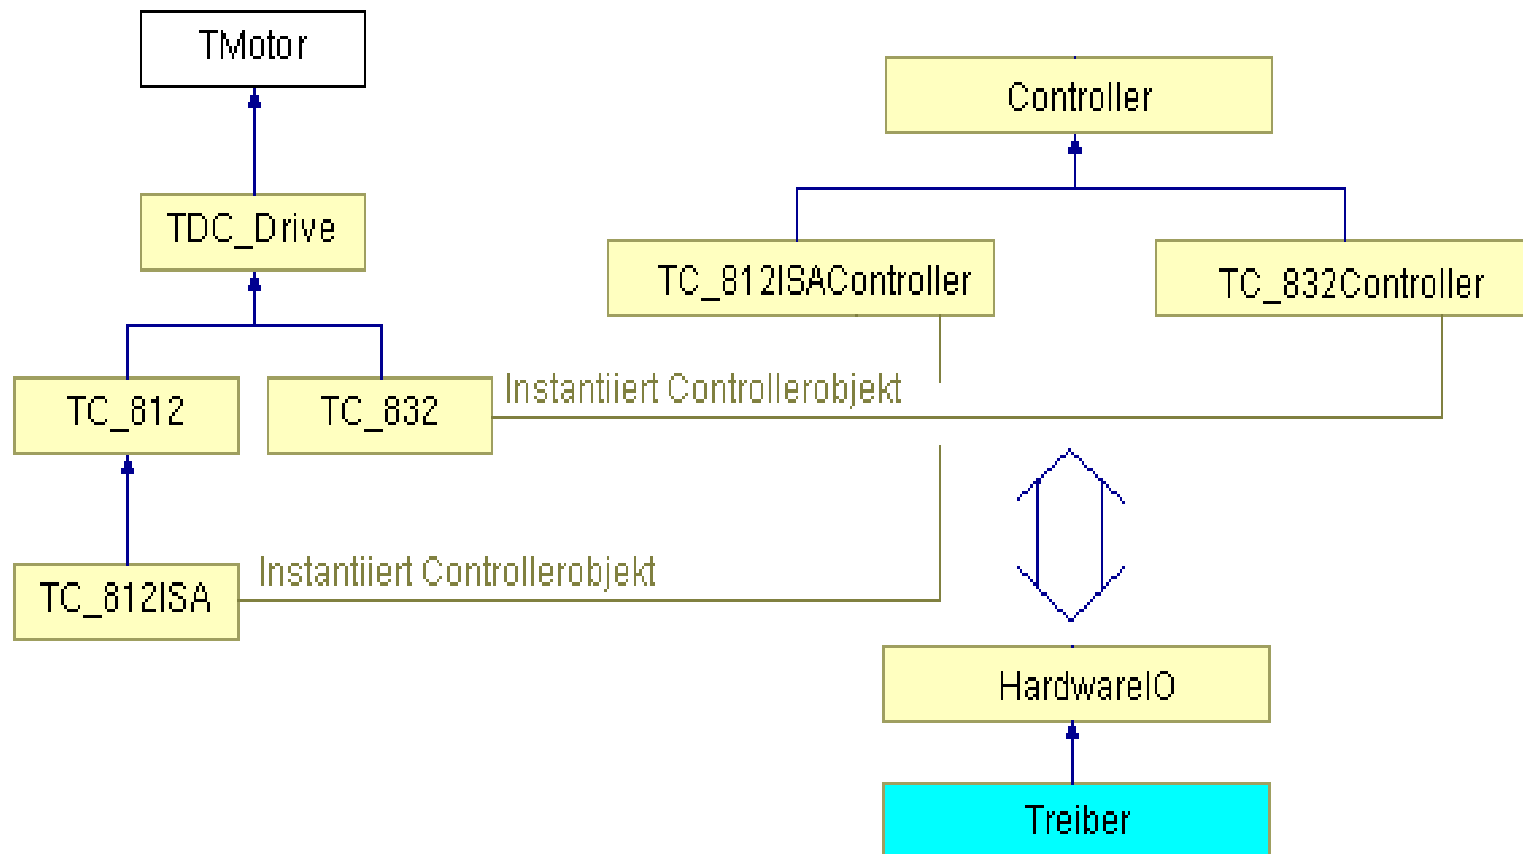 TMotor
Controller
TDC_Drive
TC_812ISAController
TC_832Controller
TC_812
TC_832
Instantiiert Controllerobjekt
Instantiiert Controllerobjekt
TC_812ISA
HardwareIO
Treiber